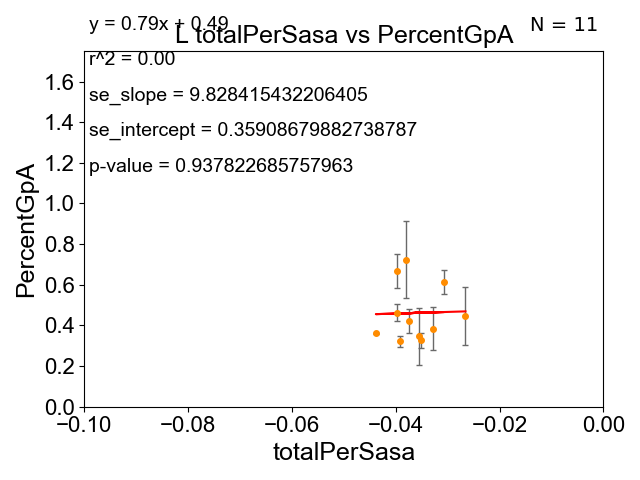 y = 0.79x + 0.49
N = 11
L totalPerSasa vs PercentGpA
r^2 = 0.00
se_slope = 9.828415432206405
se_intercept = 0.35908679882738787
p-value = 0.937822685757963
PercentGpA
1.6
1.4
1.2
1.0
0.8
0.6
0.4
0.2
0.0
−0.10
−0.08
−0.06
−0.04
−0.02
0.00
totalPerSasa